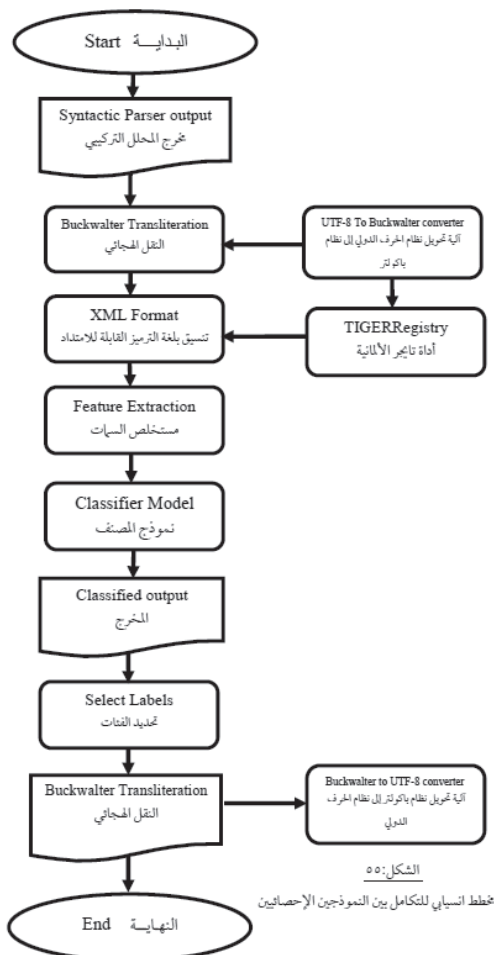 البدايـــة Start
Syntactic Parser output
مخرج المحلل التركيبي
Buckwalter Transliteration
النقل الهجائي
UTF-8 To Buckwalter converter
آلية تحويل نظام الحرف الدولي إلى نظام
باكولتر
XML Format
تنسيق بلغة الترميز القابلة للامتداد
TIGERRegistry
أداة تايجر الألمانية
Feature Extraction
مستخلص السمات
Classifier Model
نموذج المصنف
Classified output
المخرج
Select Labels
تحديد الفئات
Buckwalter Transliteration
النقل الهجائي
Buckwalter to UTF-8 converter
آلية تحويل نظام باكولتر إلى نظام الحرف
الدولي
النهايـــة End
الشكل:٥٥
مخطط انسيابي للتكامل بين النموذجين الإحصائيين